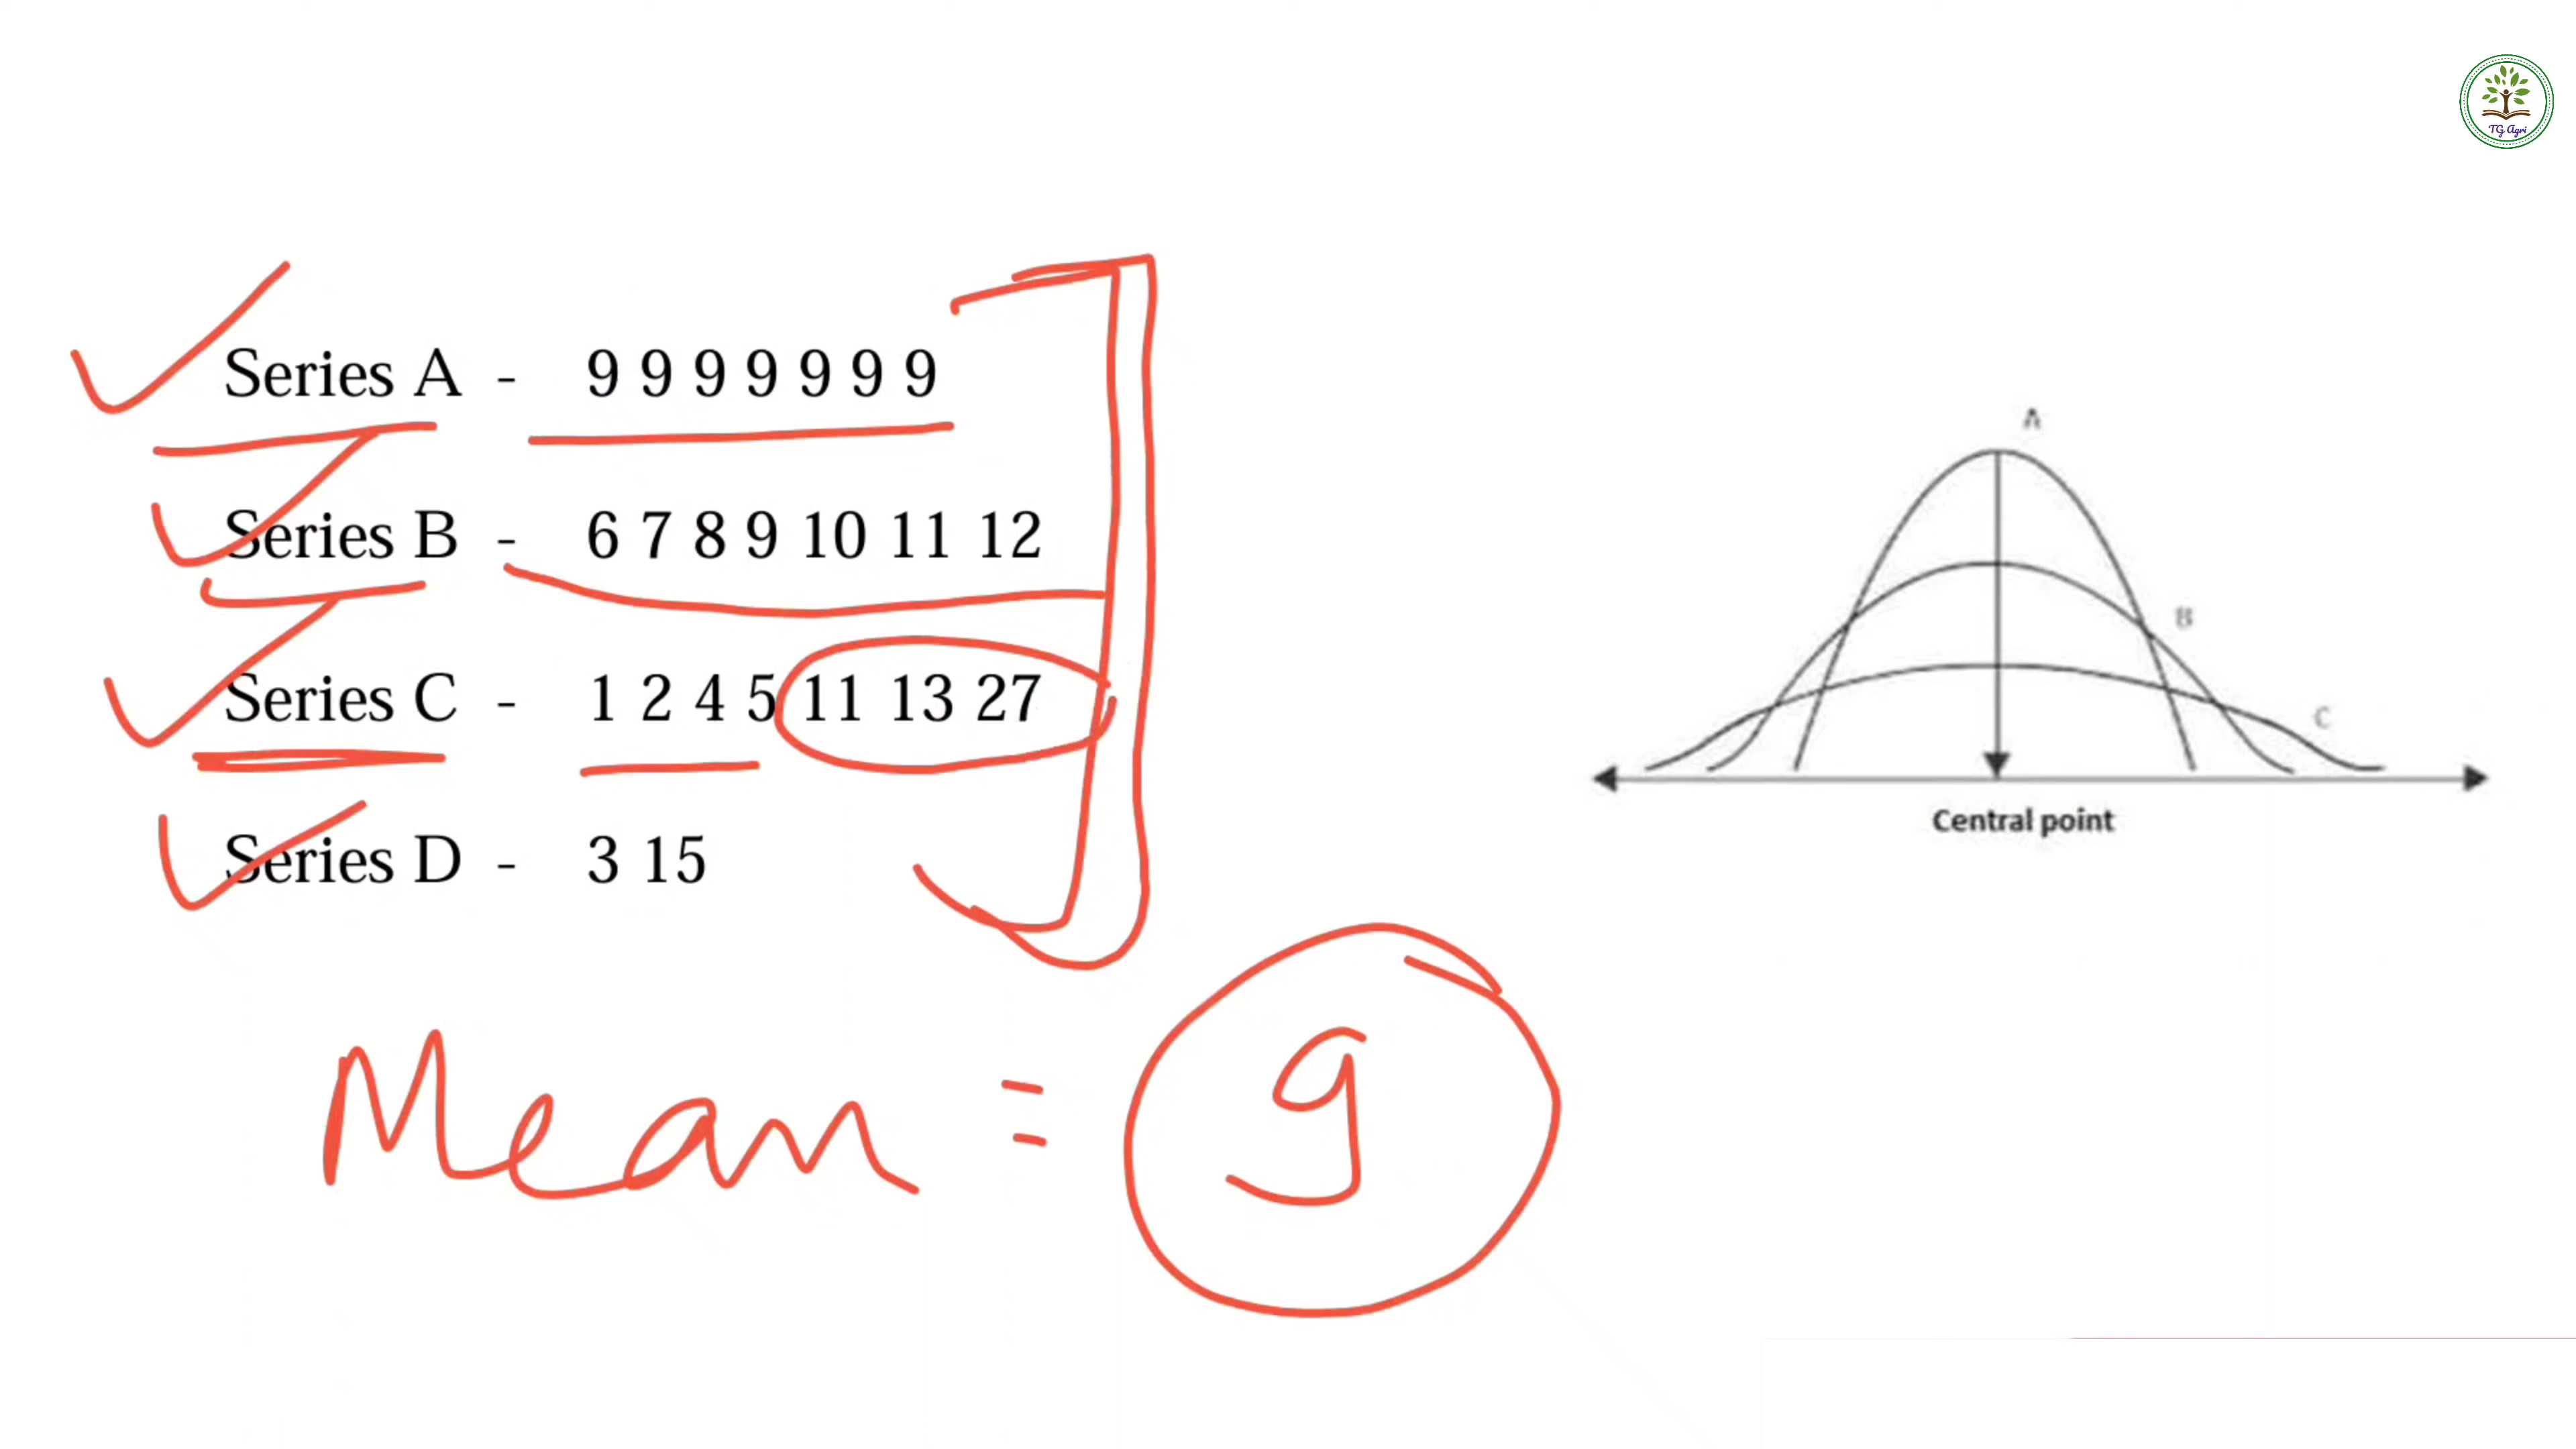 TG Agri
Series A - 9 9 9 9 9 9 9
Series B - 6 7 8 9 10 11 12
Series C - 1 2 4 5 11 13 27
Series D - 3 15
A
B
C
Central point
Mean = 9